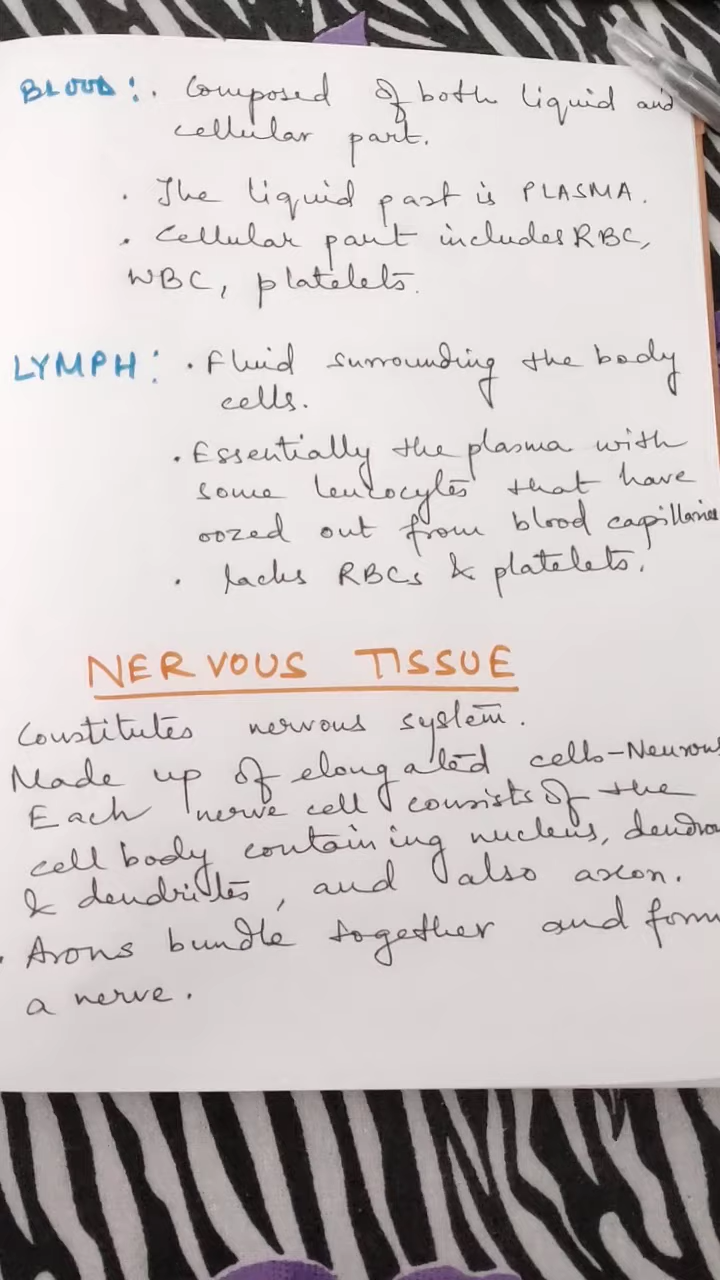 BLOOD: . Composed of both liquid and
cellular part.
. The liquid part is PLASMA.
. Cellular part includes RBC,
WBC, platelets.
LYMPH: . Fluid surrounding the body
cells.
. Essentially the plasma with
some leucocytes that have
oozed out from blood capillaries
. lacks RBCs & platelets.
NERVOUS TISSUE
Constitutes nervous system.
Made up of elongated cells-Neurons
Each nerve cell consists of the
cell body containing nucleus,
& dendrites, and also axon.
. Axons bundle together and form
a nerve.